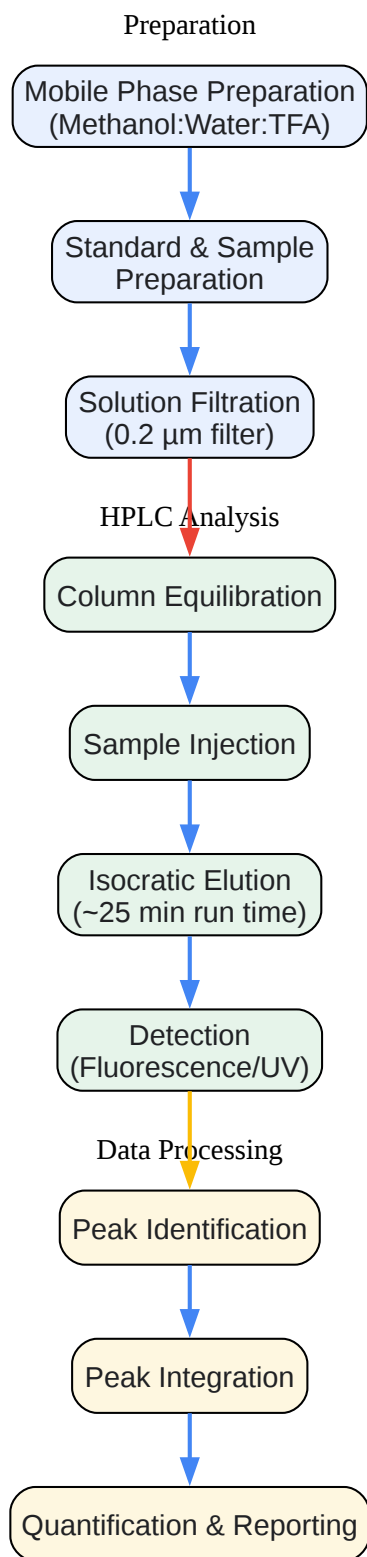 Preparation
Mobile Phase Preparation
(Methanol:Water:TFA)
Standard & Sample
Preparation
Solution Filtration
(0.2 µm filter)
HPLC Analysis
Column Equilibration
Sample Injection
Isocratic Elution
(~25 min run time)
Detection
(Fluorescence/UV)
Data Processing
Peak Identification
Peak Integration
Quantification & Reporting